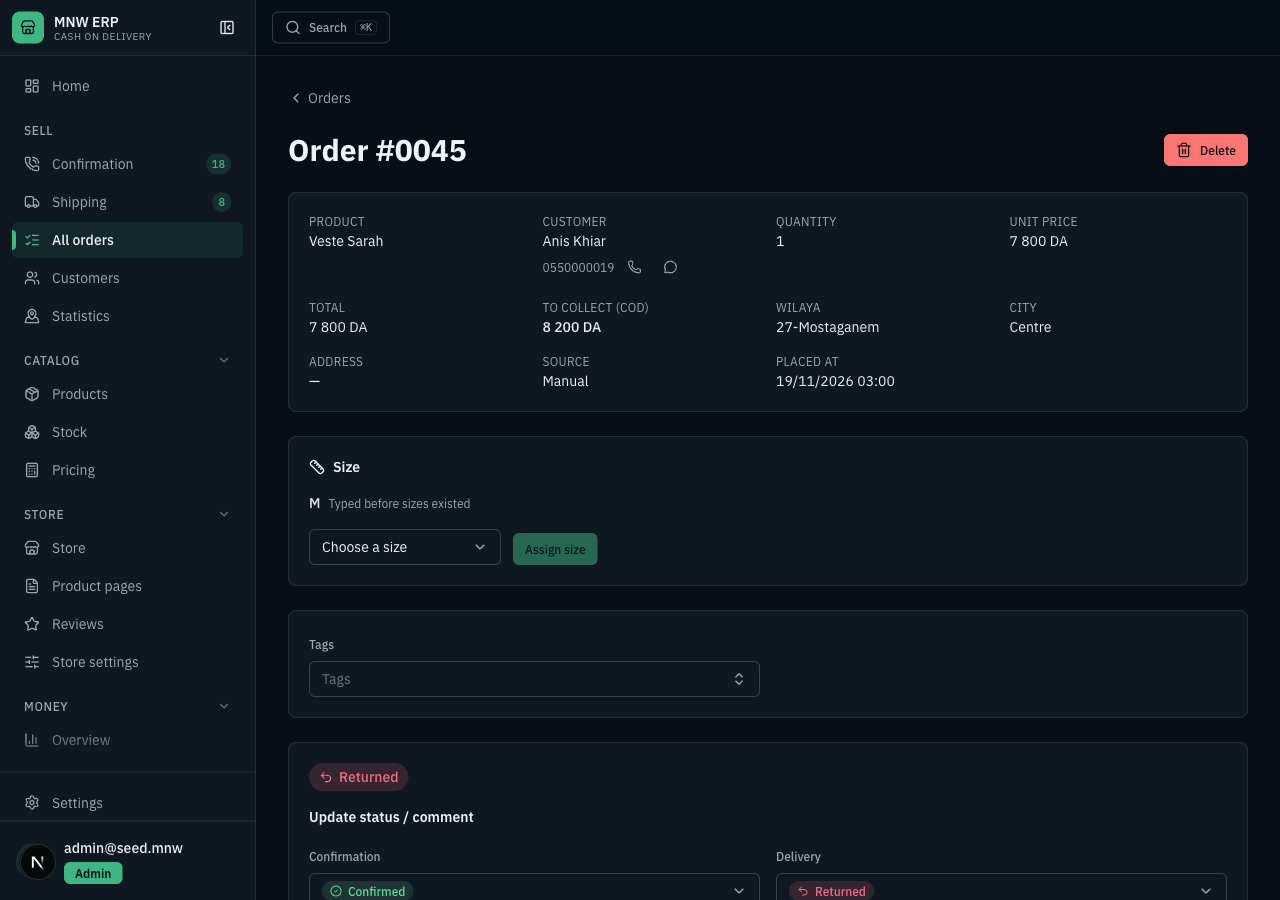 MNW ERP
CASH ON DELIVERY
Search ⌘K
Home
SELL
Confirmation 18
Shipping 8
All orders
Customers
Statistics
CATALOG
Products
Stock
Pricing
STORE
Store
Product pages
Reviews
Store settings
MONEY
Overview
Settings
admin@seed.mnw
Admin
N
Orders
Order #0045
Delete
PRODUCT
Veste Sarah
CUSTOMER
Anis Khiar
0550000019
QUANTITY
1
UNIT PRICE
7 800 DA
TOTAL
7 800 DA
TO COLLECT (COD)
8 200 DA
WILAYA
27-Mostaganem
CITY
Centre
ADDRESS
—
SOURCE
Manual
PLACED AT
19/11/2026 03:00
Size
M Typed before sizes existed
Choose a size
Assign size
Tags
Tags
Returned
Update status / comment
Confirmation
Confirmed
Delivery
Returned